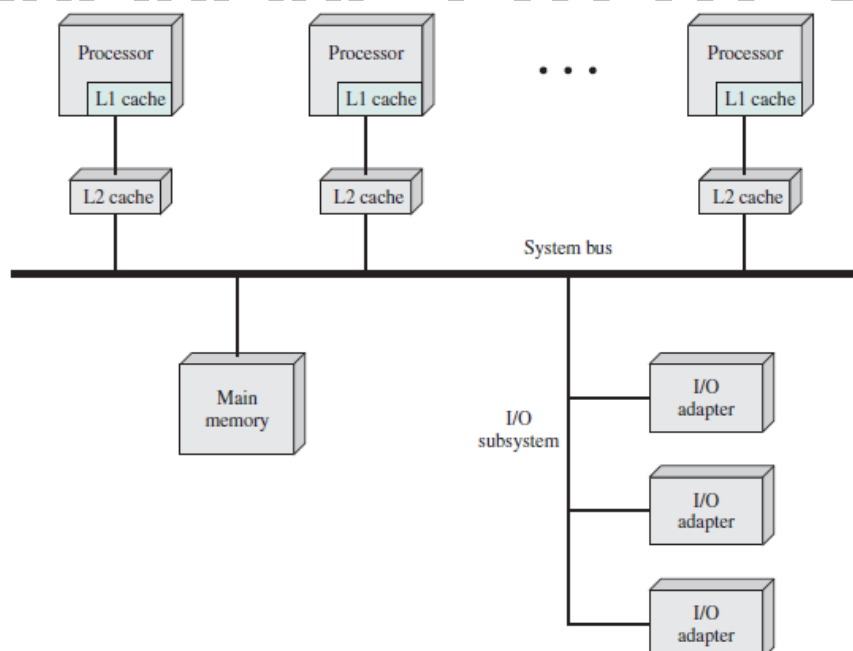 Processor
L1 cache
Processor
L1 cache
Processor
L1 cache
L2 cache
L2 cache
L2 cache
System bus
Main
memory
I/O
subsystem
I/O
adapter
I/O
adapter
I/O
adapter